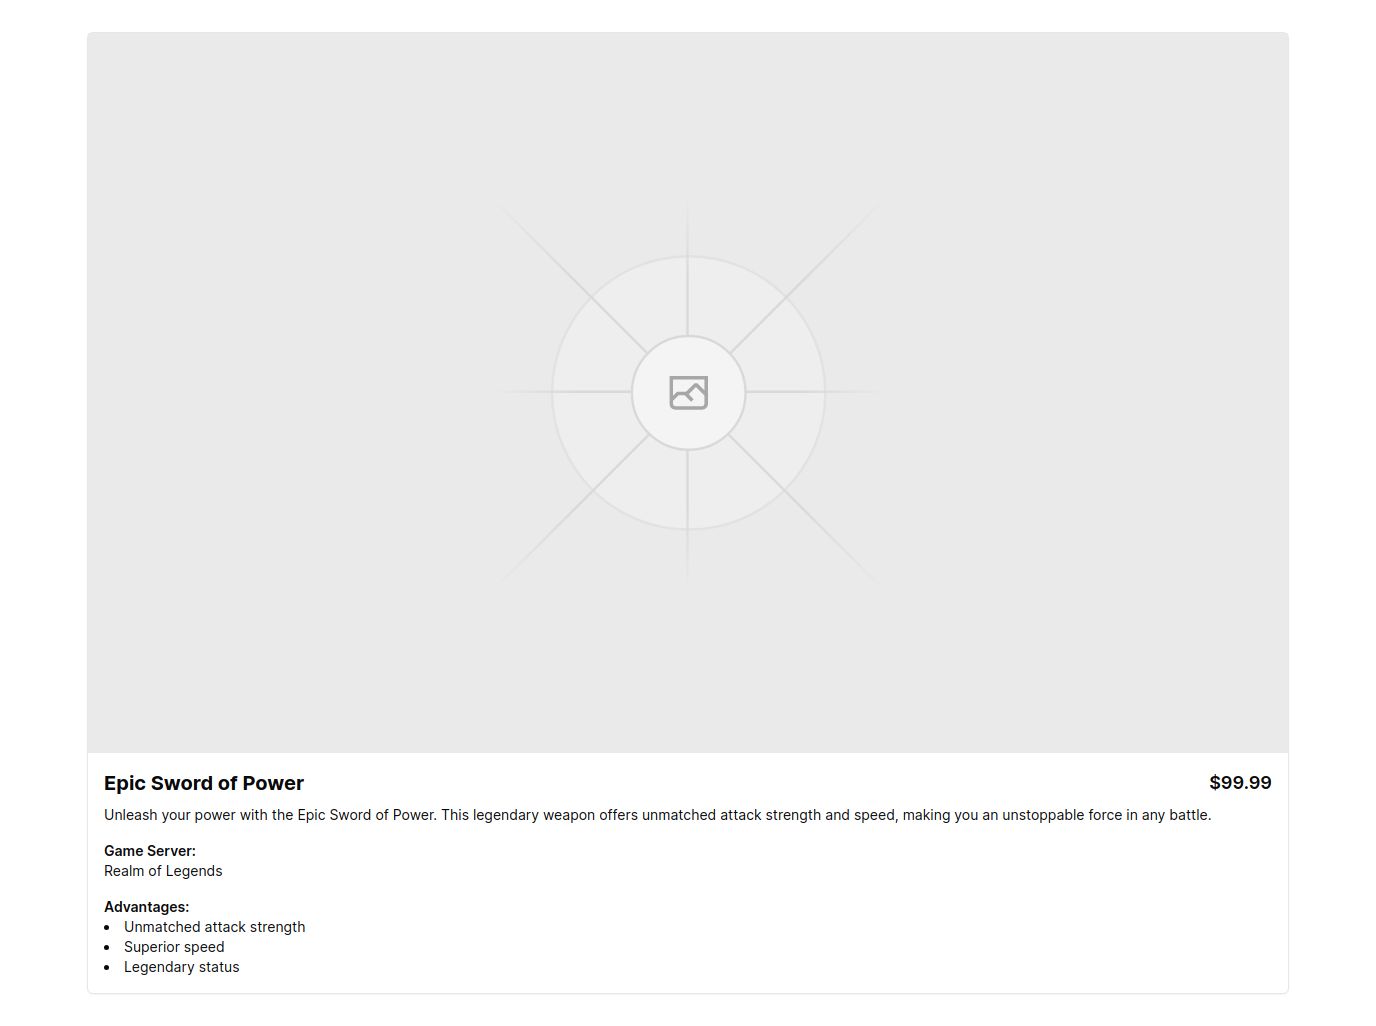 Epic Sword of Power
$99.99
Unleash your power with the Epic Sword of Power. This legendary weapon offers unmatched attack strength and speed, making you an unstoppable force in any battle.
Game Server:
Realm of Legends
Advantages:
• Unmatched attack strength
• Superior speed
• Legendary status